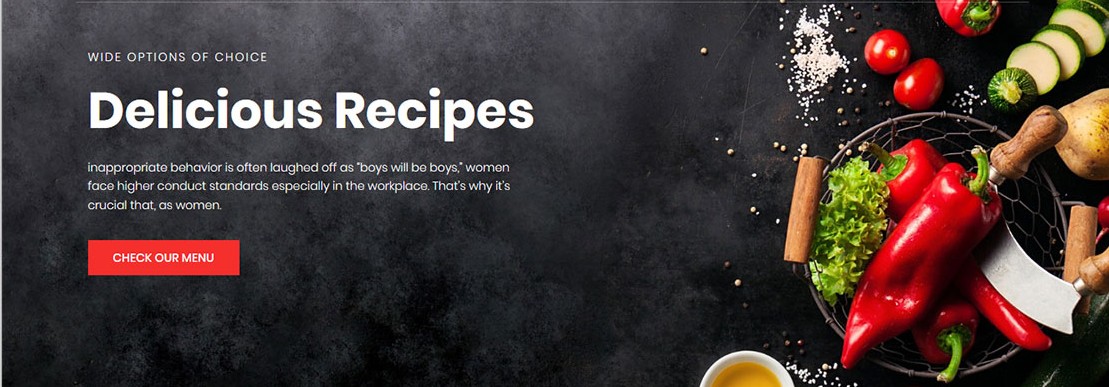 WIDE OPTIONS OF CHOICE
Delicious Recipes
inappropriate behavior is often laughed off as “boys will be boys,” women
face higher conduct standards especially in the workplace. That’s why it’s
crucial that, as women.
CHECK OUR MENU